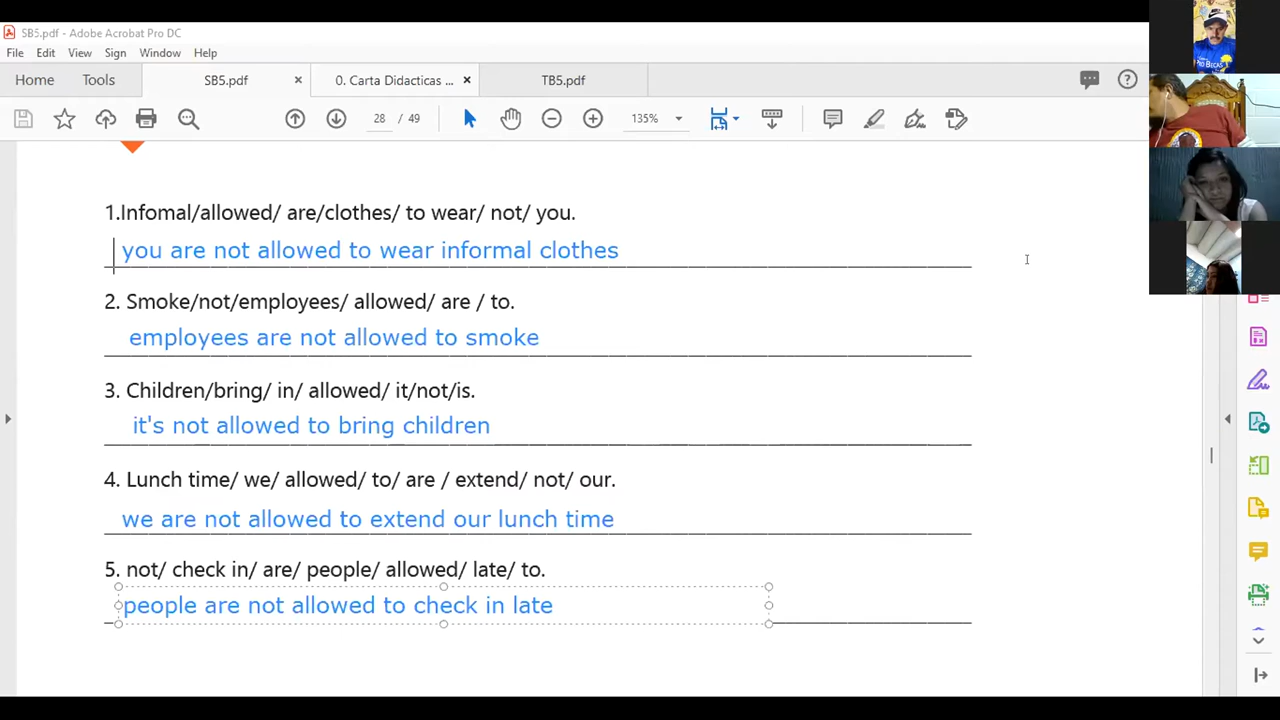 SB5.pdf - Adobe Acrobat Pro DC
File Edit View Sign Window Help
Home Tools SB5.pdf × 0. Carta Didacticas ... × TB5.pdf
28 / 49 135%
1.Infomal/allowed/ are/clothes/ to wear/ not/ you.
you are not allowed to wear informal clothes
2. Smoke/not/employees/ allowed/ are / to.
employees are not allowed to smoke
3. Children/bring/ in/ allowed/ it/not/is.
it's not allowed to bring children
4. Lunch time/ we/ allowed/ to/ are / extend/ not/ our.
we are not allowed to extend our lunch time
5. not/ check in/ are/ people/ allowed/ late/ to.
people are not allowed to check in late